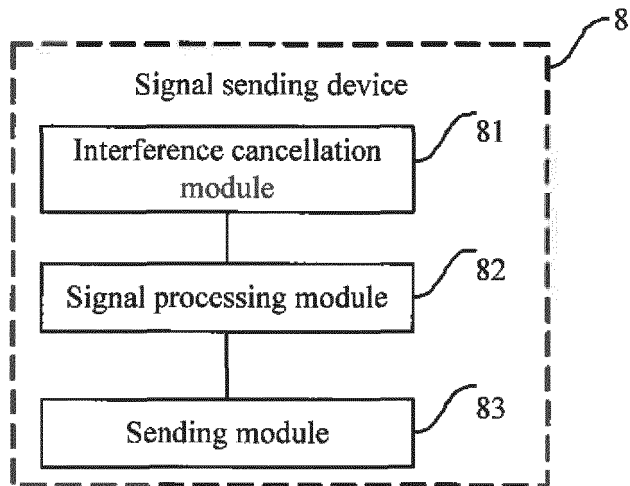 8
Signal sending device
81
Interference cancellation
module
82
Signal processing module
83
Sending module